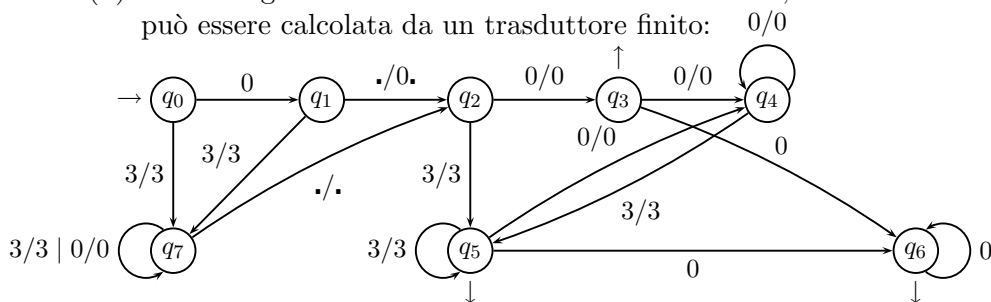 può essere calcolata da un trasduttore finito:
0/0
→ q0 0 q1 ./0. q2 0/0 q3 0/0 q4
↑
0/0
0
3/3 3/3 3/3
./.
3/3
3/3 | 0/0 q7 3/3 q5 0 q6 0
↓ ↓